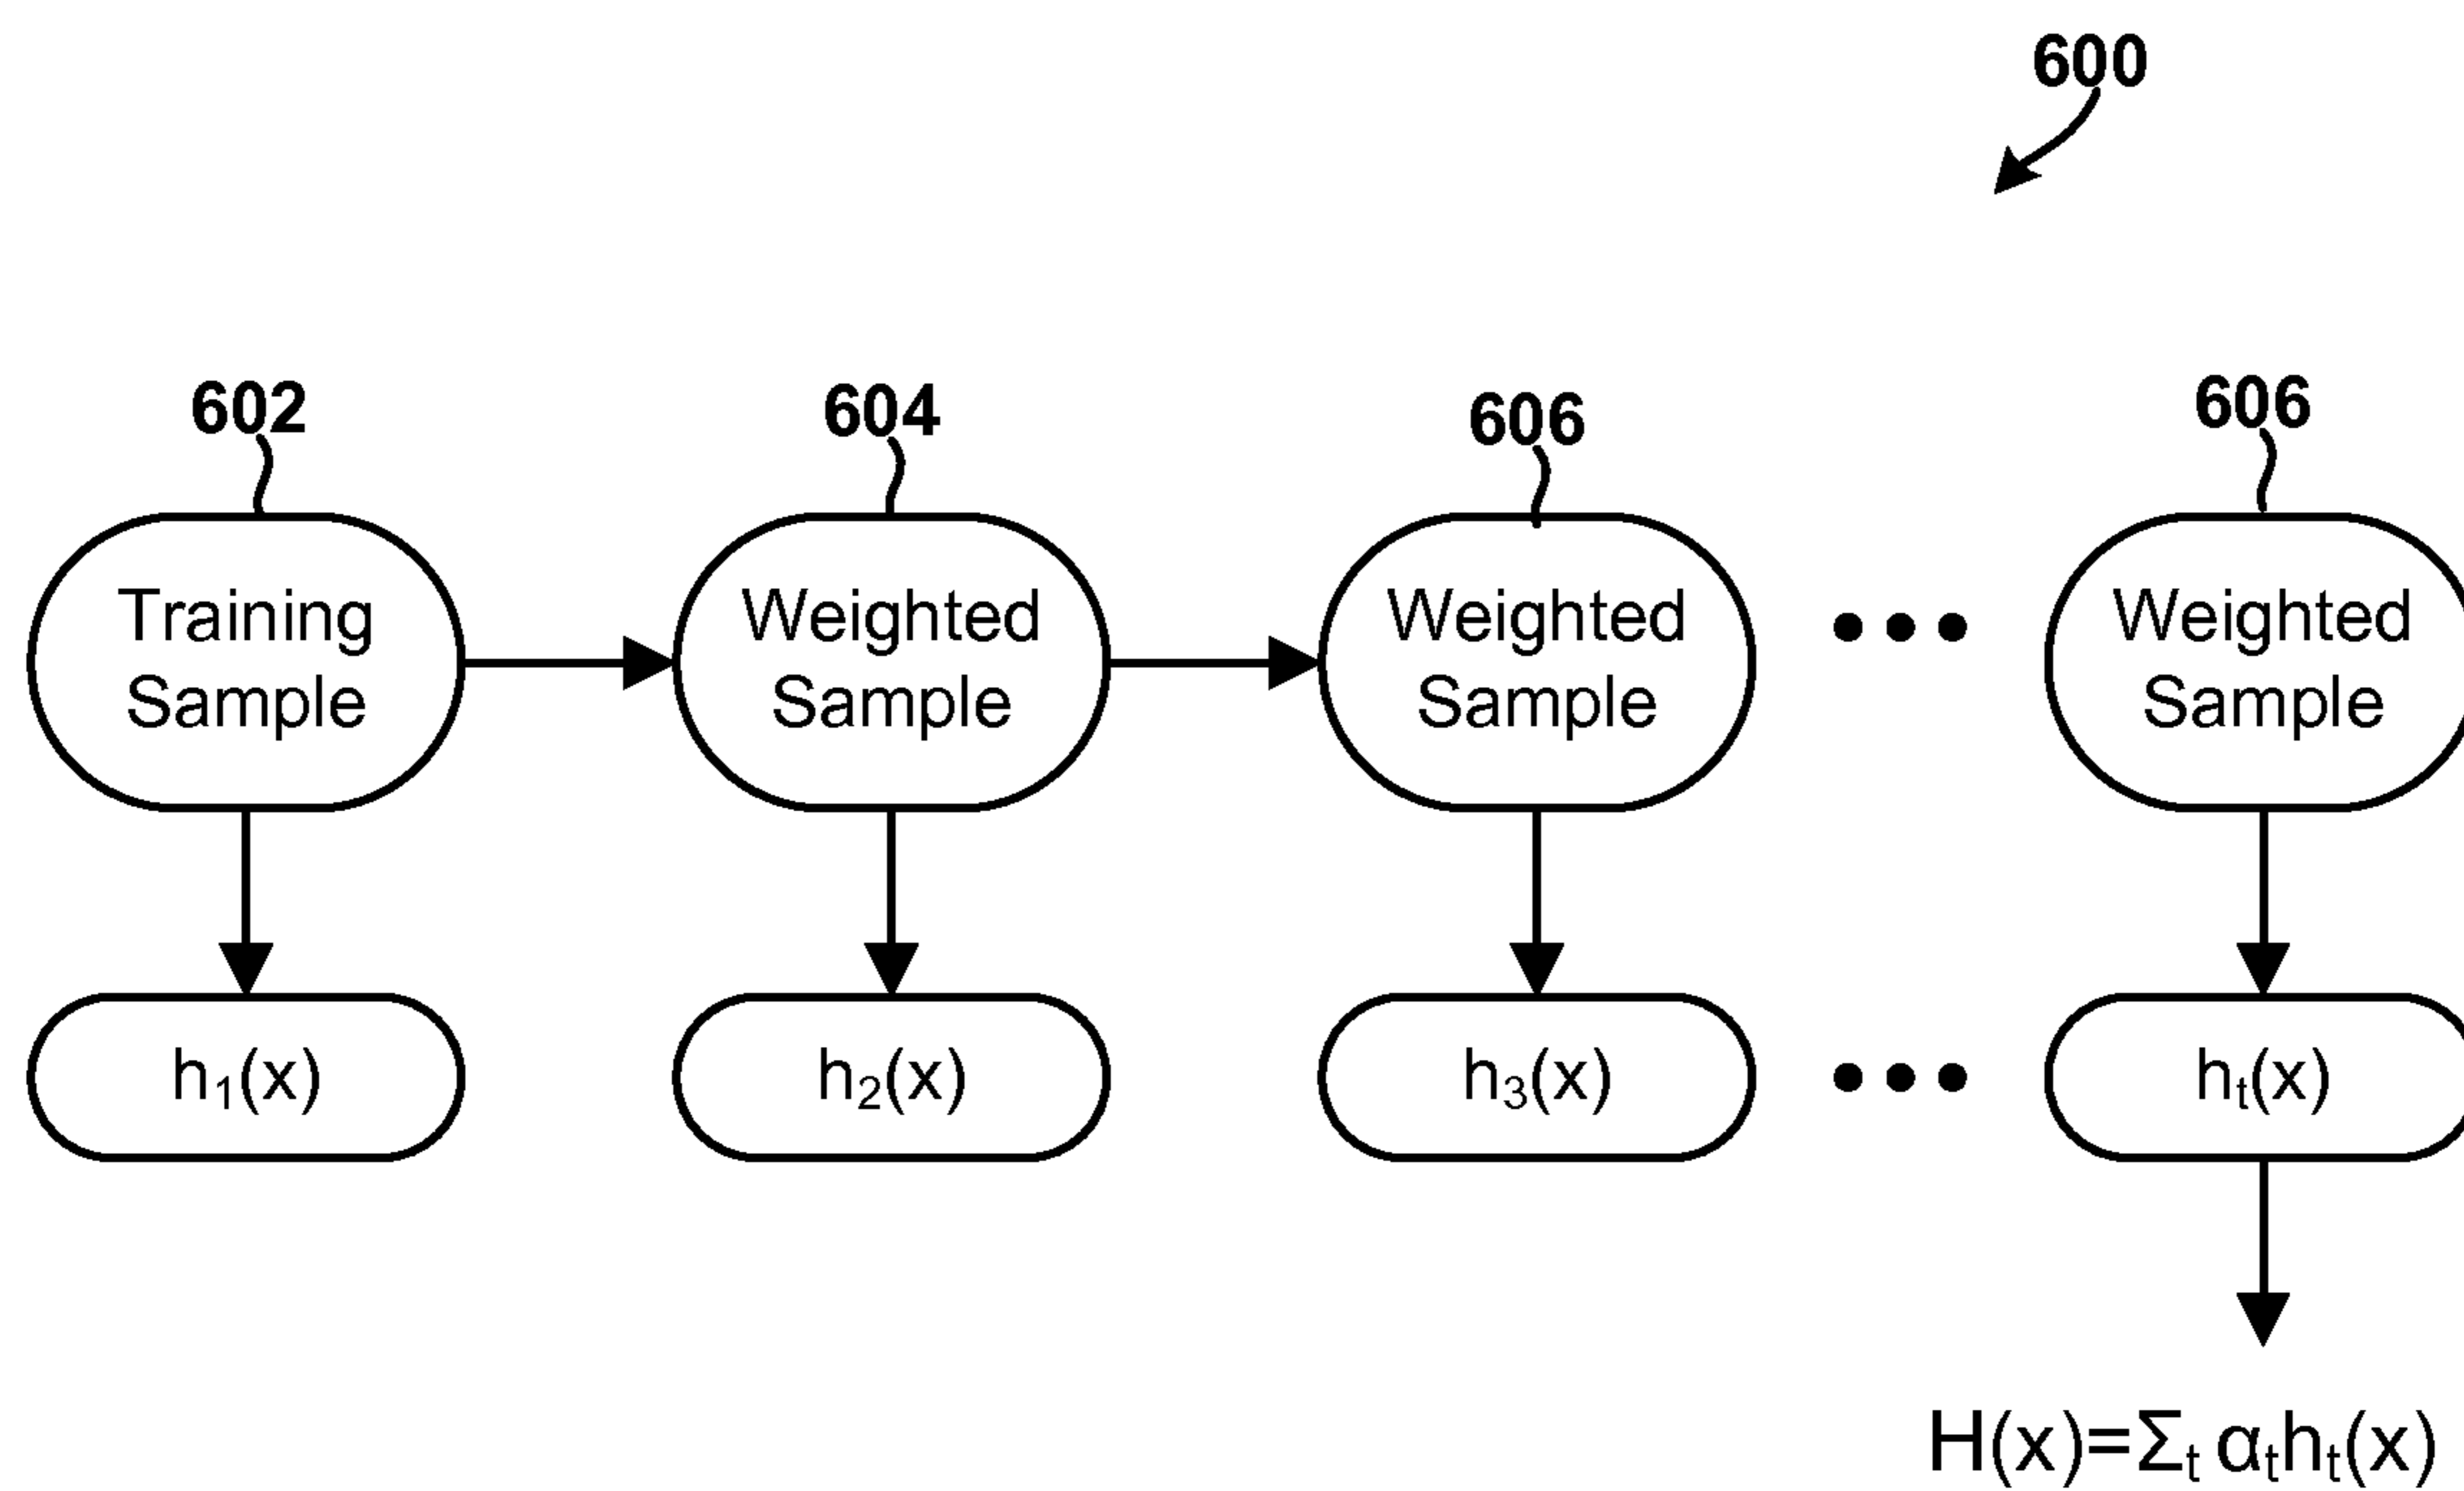 600
602
604
606
606
Training
Sample
Weighted
Sample
Weighted
Sample
Weighted
Sample
h₁(x)
h₂(x)
h₃(x)
hₜ(x)
H(x)=Σₜ αₜhₜ(x)